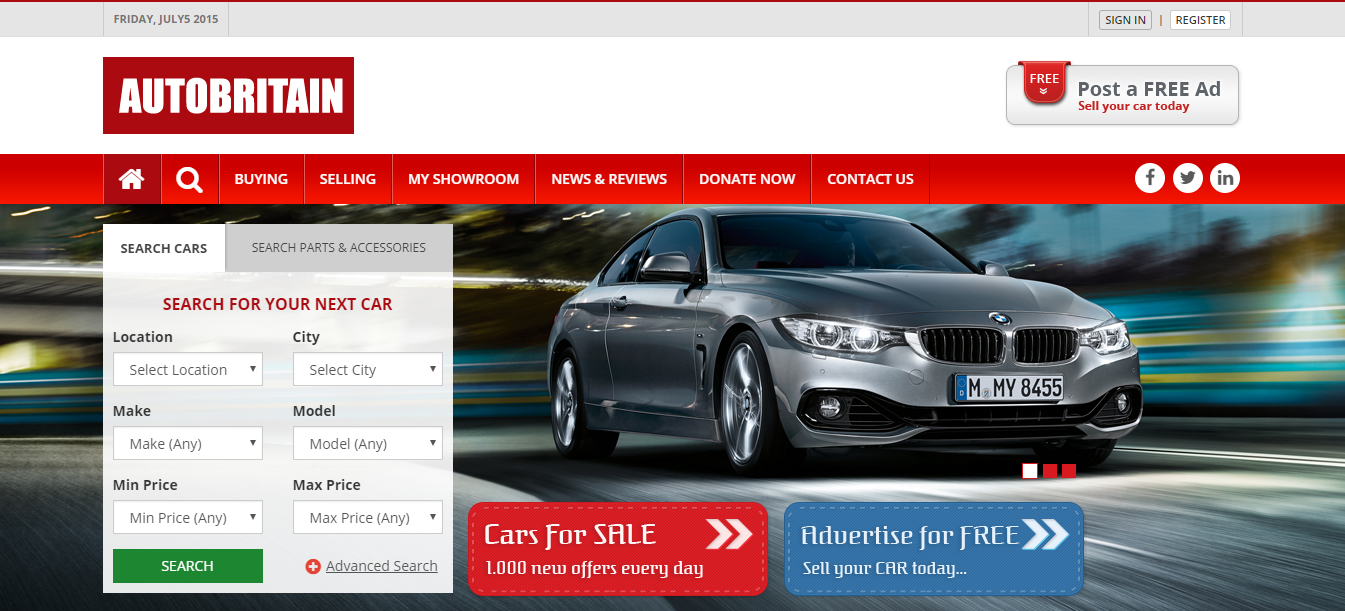 FRIDAY, JULY5 2015
SIGN IN | REGISTER
AUTOBRITAIN
FREE
Post a FREE Ad
Sell your car today
BUYING
SELLING
MY SHOWROOM
NEWS & REVIEWS
DONATE NOW
CONTACT US
SEARCH CARS
SEARCH PARTS & ACCESSORIES
SEARCH FOR YOUR NEXT CAR
Location
City
Select Location
Select City
Make
Model
Make (Any)
Model (Any)
Min Price
Max Price
Min Price (Any)
Max Price (Any)
SEARCH
Advanced Search
M MY 8455
Cars For SALE
1.000 new offers every day
Advertise for FREE
Sell your CAR today...